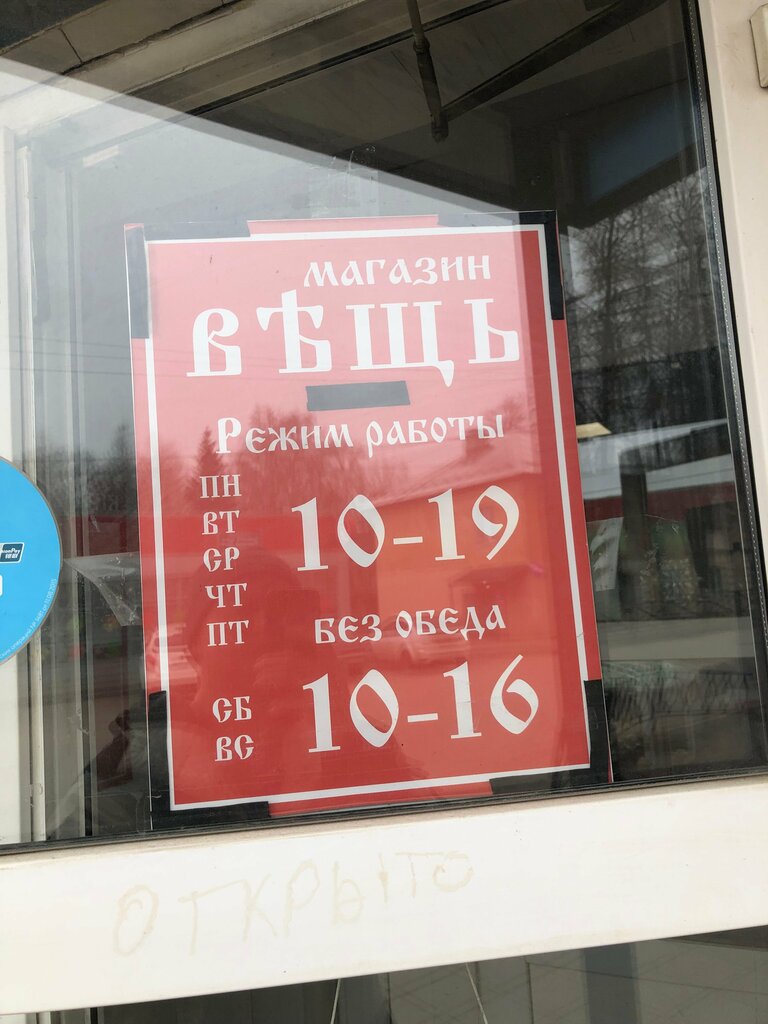 магазин
ВѢЩЬ
Режим работы
ПН
ВТ
СР
ЧТ
ПТ
10-19
БЕЗ ОБЕДА
СБ
ВС
10-16
ОТКРЫТО